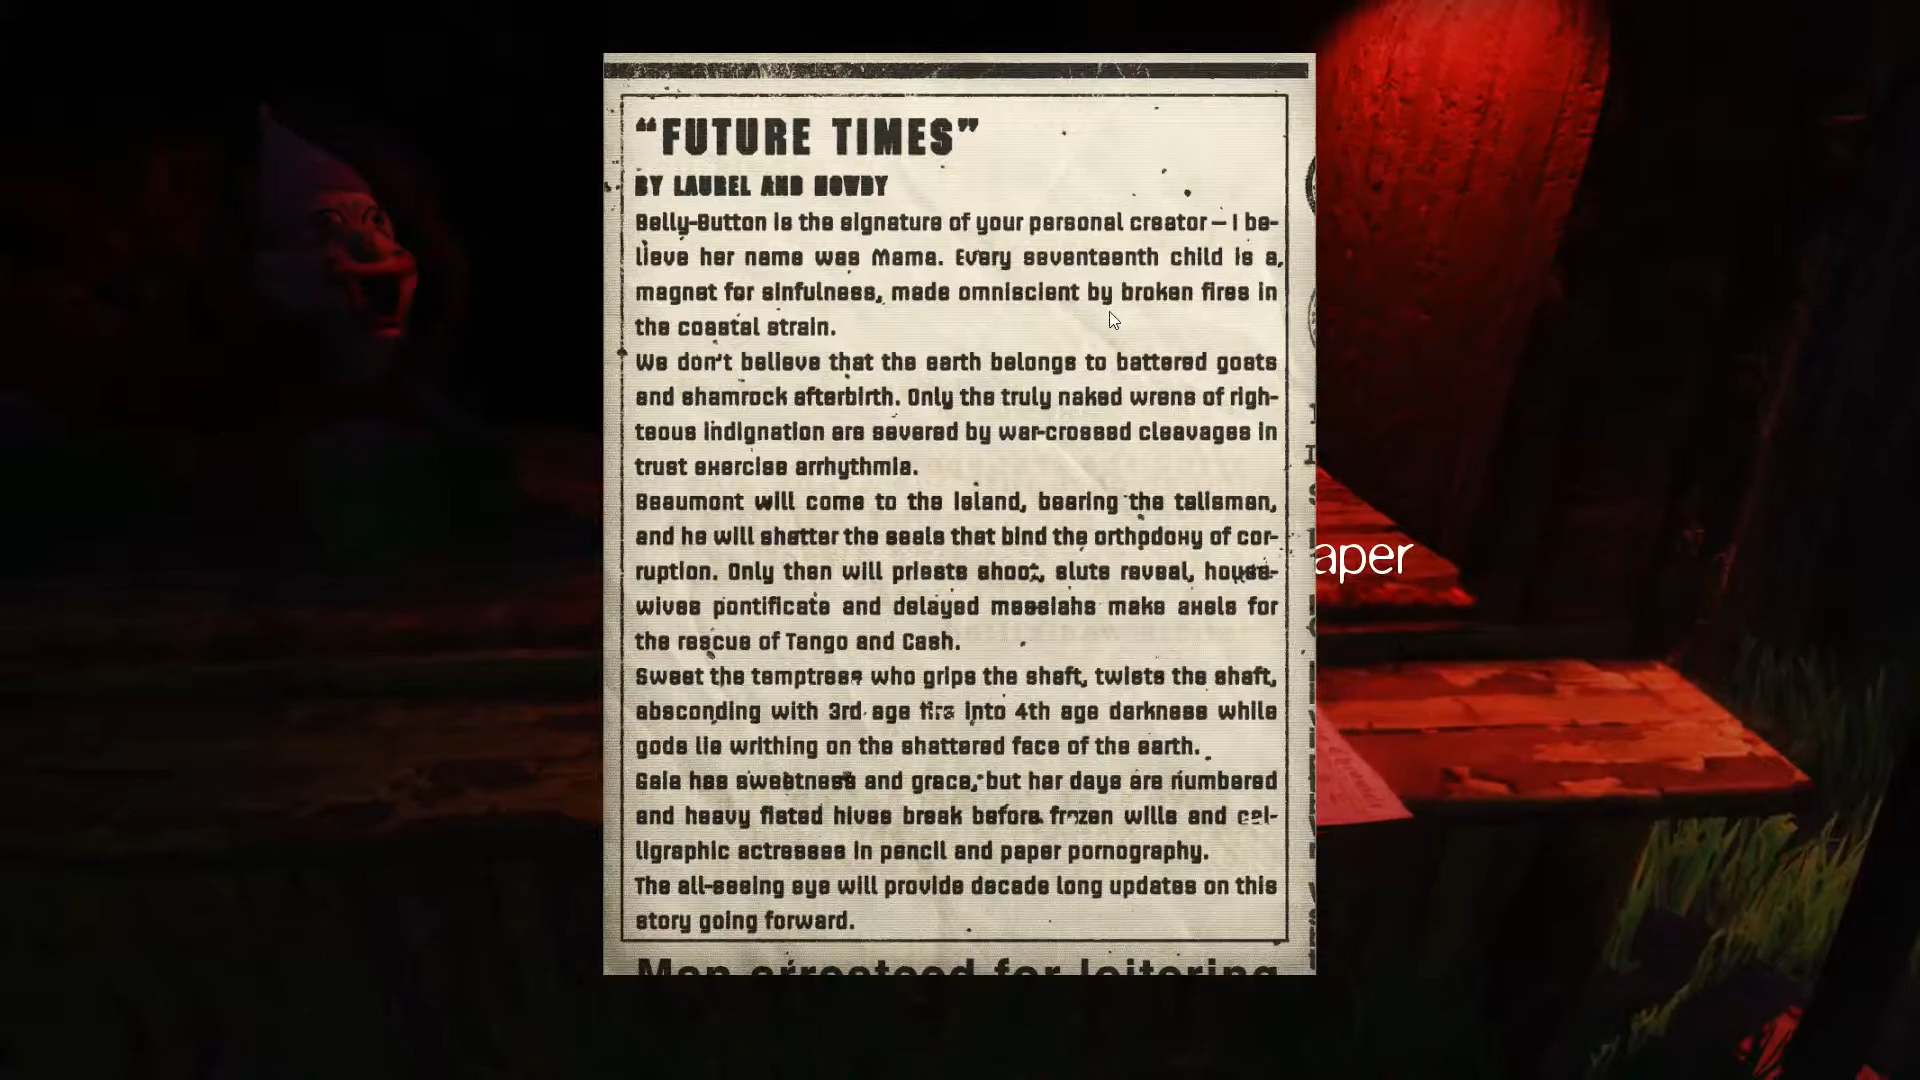 “FUTURE TIMES”
BY LAUREL AND HOWDY
Belly-Button is the signature of your personal creator – I be-
lieve her name was Mama. Every seventeenth child is a
magnet for sinfulness, made omniscient by broken fires in
the coastal strain.
We don't believe that the earth belongs to battered goats
and shamrock afterbirth. Only the truly naked wrens of righ-
teous indignation are severed by war-crossed cleavages in
trust exercise arrhythmia.
Beaumont will come to the island, bearing the talisman,
and he will shatter the seals that bind the orthodoxy of cor-
ruption. Only then will priests shoot, sluts reveal, house-
wives pontificate and delayed messiahs make axels for
the rescue of Tango and Cash.
Sweet the temptress who grips the shaft, twists the shaft,
absconding with 3rd age fire into 4th age darkness while
gods lie writhing on the shattered face of the earth.
Gaia has sweetness and grace, but her days are numbered
and heavy fisted hives break before frozen wills and cal-
ligraphic actresses in pencil and paper pornography.
The all-seeing eye will provide decade long updates on this
story going forward.
Man arrested for loitering
aper